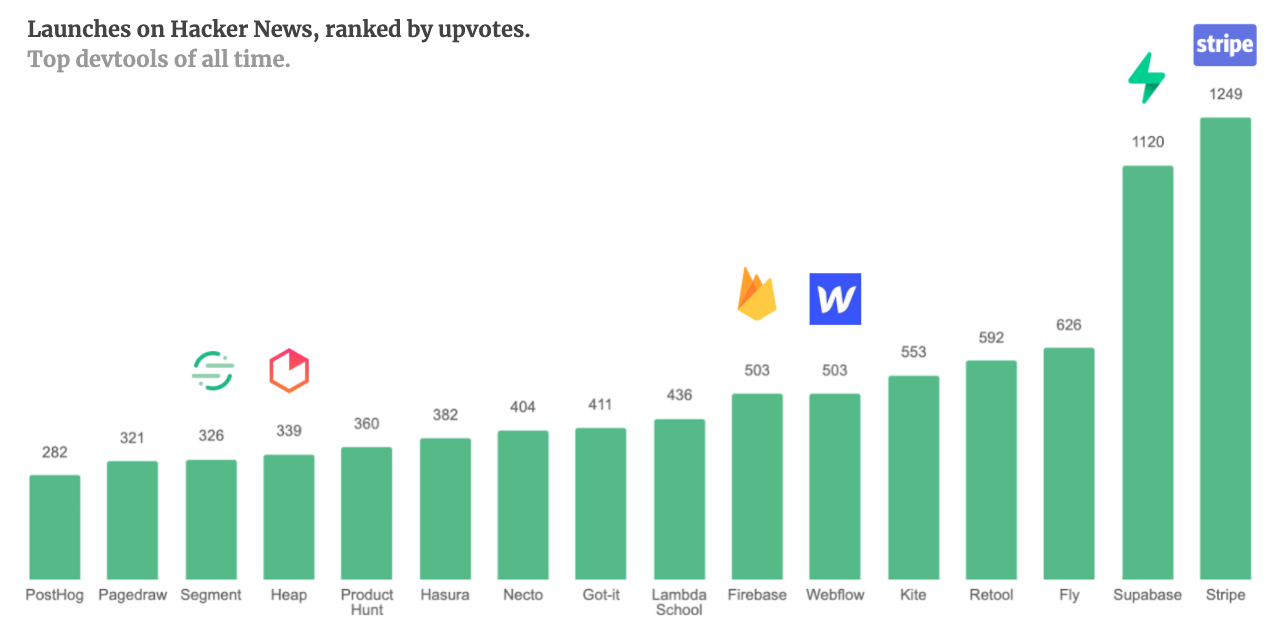 Launches on Hacker News, ranked by upvotes.
Top devtools of all time.
stripe
1249
1120
626
592
553
503
503
436
411
404
382
360
339
326
321
282
W
PostHog
Pagedraw
Segment
Heap
Product
Hunt
Hasura
Necto
Got-it
Lambda
School
Firebase
Webflow
Kite
Retool
Fly
Supabase
Stripe